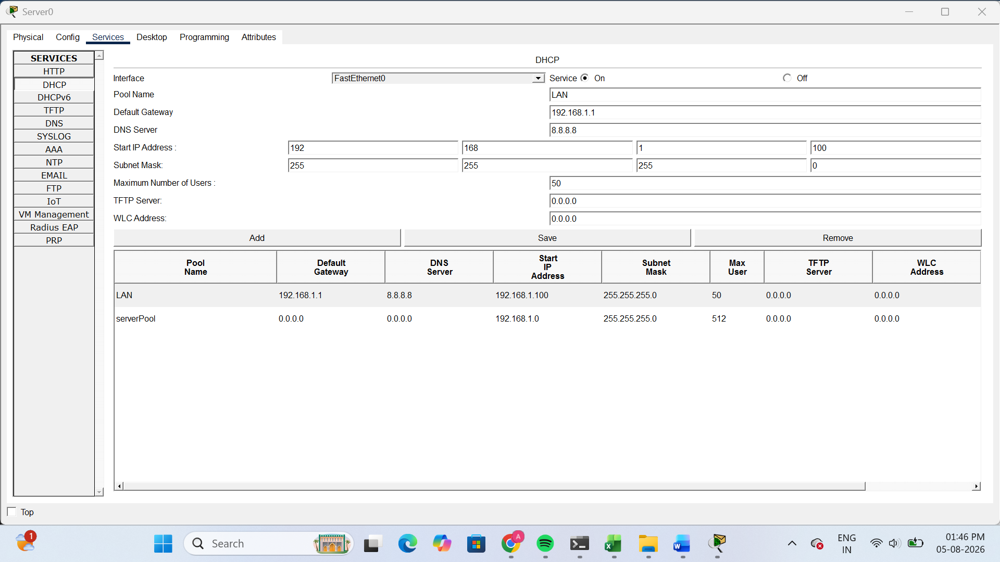 Server0
Physical Config Services Desktop Programming Attributes
SERVICES
HTTP
DHCP
DHCPv6
TFTP
DNS
SYSLOG
AAA
NTP
EMAIL
FTP
IoT
VM Management
Radius EAP
PRP
DHCP
Interface FastEthernet0 Service On Off
Pool Name LAN
Default Gateway 192.168.1.1
DNS Server 8.8.8.8
Start IP Address : 192 168 1 100
Subnet Mask: 255 255 255 0
Maximum Number of Users : 50
TFTP Server: 0.0.0.0
WLC Address: 0.0.0.0
Add Save Remove
Pool Name Default Gateway DNS Server Start IP Address Subnet Mask Max User TFTP Server WLC Address
LAN 192.168.1.1 8.8.8.8 192.168.1.100 255.255.255.0 50 0.0.0.0 0.0.0.0
serverPool 0.0.0.0 0.0.0.0 192.168.1.0 255.255.255.0 512 0.0.0.0 0.0.0.0
Top
1
Search
A
ENG
IN
01:46 PM
05-08-2026